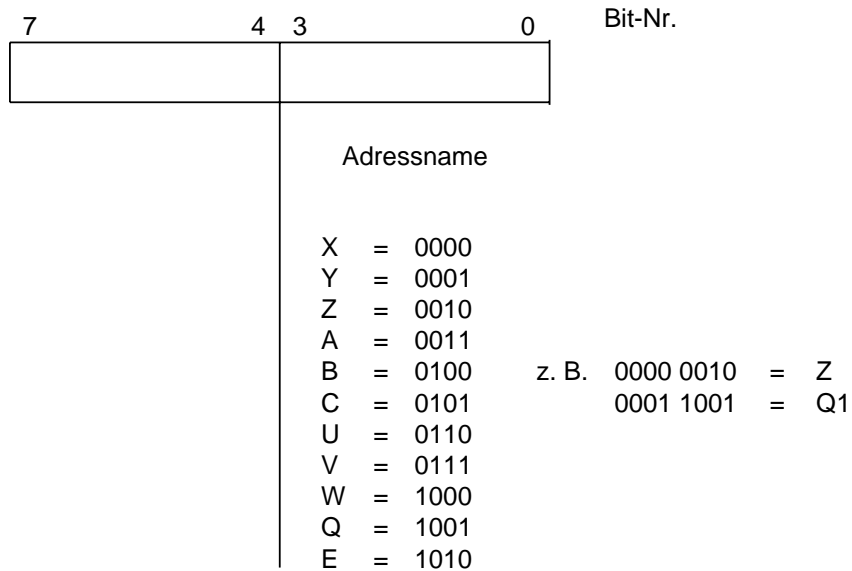 7 4 3 0 Bit-Nr.
Adressname
X = 0000
Y = 0001
Z = 0010
A = 0011
B = 0100 z. B. 0000 0010 = Z
C = 0101 0001 1001 = Q1
U = 0110
V = 0111
W = 1000
Q = 1001
E = 1010